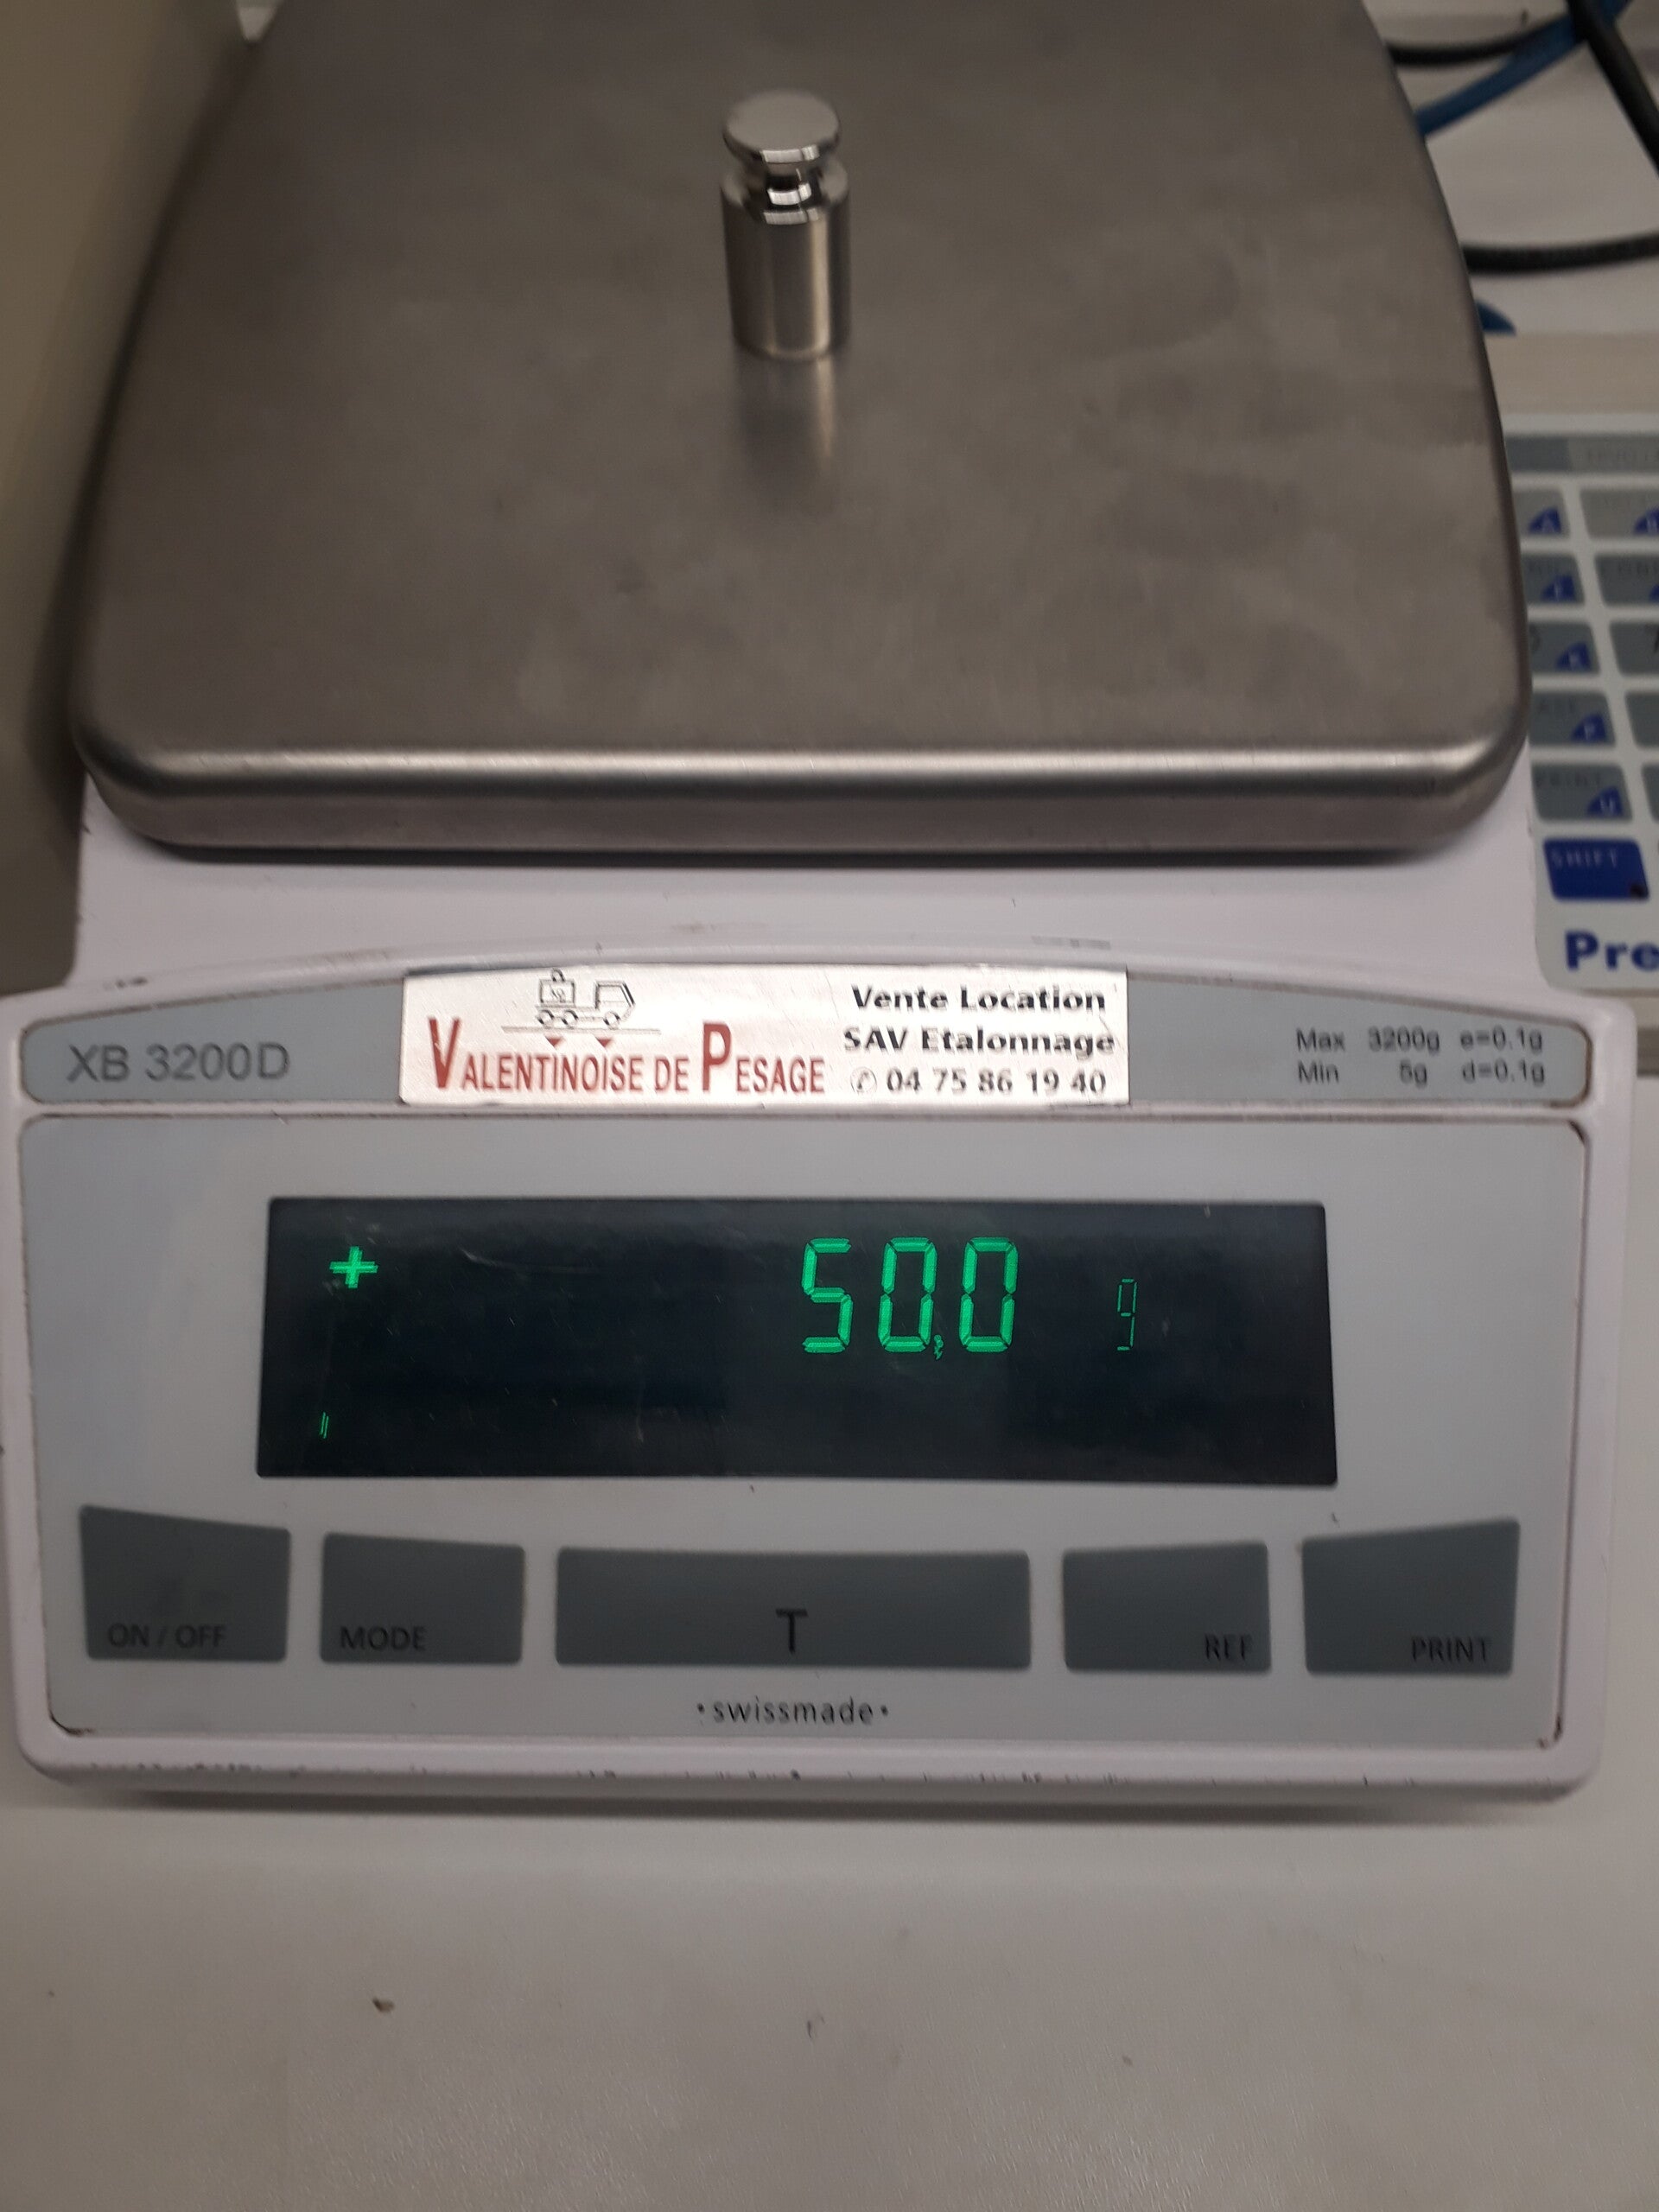 XB 3200D
VALENTINOISE DE PESAGE
Vente Location
SAV Etalonnage
✆ 04 75 86 19 40
Max 3200g e=0.1g
Min 5g d=0.1g
SHIFT
Pre
+ 50.0 g
ON / OFF
MODE
T
REF
PRINT
•swissmade•